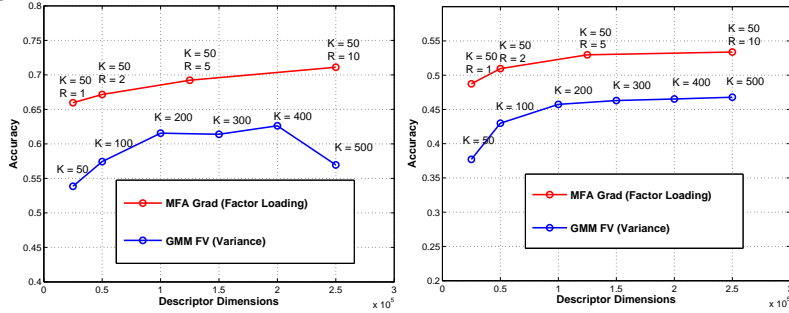 0.8
0.75
0.7
0.65
0.6
0.55
0.5
0.45
0.4
Accuracy
K = 50
R = 1
K = 50
R = 2
K = 50
R = 5
K = 50
R = 10
K = 50
K = 100
K = 200
K = 300
K = 400
K = 500
MFA Grad (Factor Loading)
GMM FV (Variance)
0 0.5 1 1.5 2 2.5 3
x 10^5
Descriptor Dimensions
0.55
0.5
0.45
0.4
0.35
0.3
0.25
0.2
Accuracy
K = 50
R = 1
K = 50
R = 2
K = 50
R = 5
K = 50
R = 10
K = 50
K = 100
K = 200
K = 300
K = 400
K = 500
MFA Grad (Factor Loading)
GMM FV (Variance)
0 0.5 1 1.5 2 2.5 3
x 10^5
Descriptor Dimensions